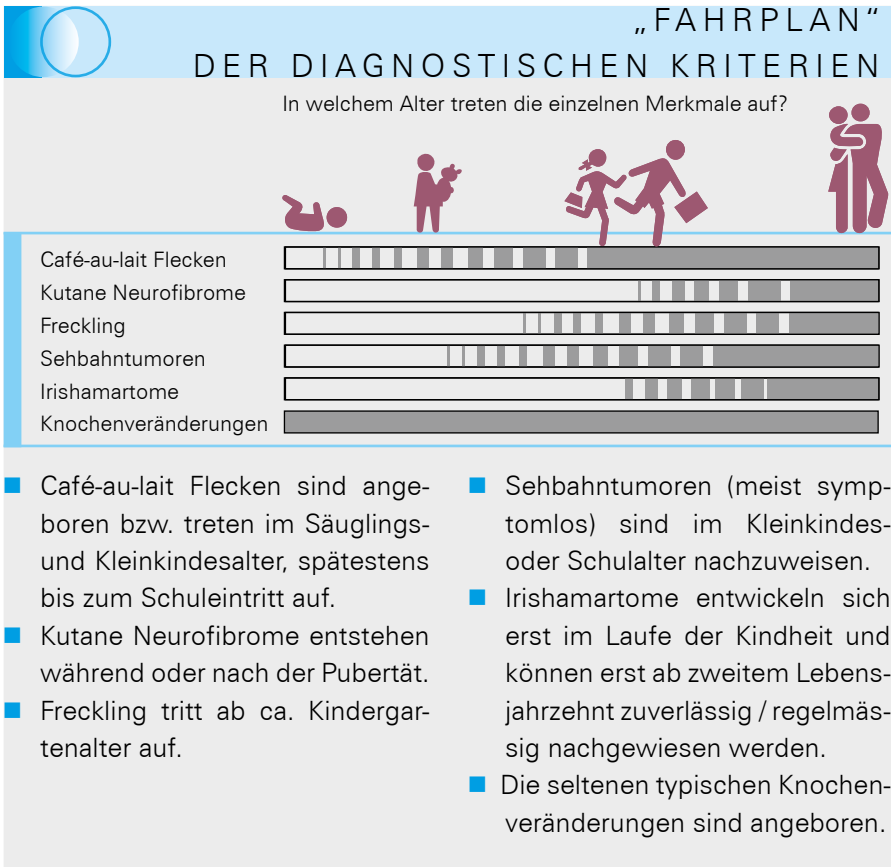 „FAHRPLAN“
DER DIAGNOSTISCHEN KRITERIEN
In welchem Alter treten die einzelnen Merkmale auf?
Café-au-lait Flecken
Kutane Neurofibrome
Freckling
Sehbahntumoren
Irishamartome
Knochenveränderungen
Café-au-lait Flecken sind ange-
boren bzw. treten im Säuglings-
und Kleinkindesalter, spätestens
bis zum Schuleintritt auf.
Kutane Neurofibrome entstehen
während oder nach der Pubertät.
Freckling tritt ab ca. Kindergar-
tenalter auf.
Sehbahntumoren (meist symp-
tomlos) sind im Kleinkindes-
oder Schulalter nachzuweisen.
Irishamartome entwickeln sich
erst im Laufe der Kindheit und
können erst ab zweitem Lebens-
jahrzehnt zuverlässig / regelmäs-
sig nachgewiesen werden.
Die seltenen typischen Knochen-
veränderungen sind angeboren.